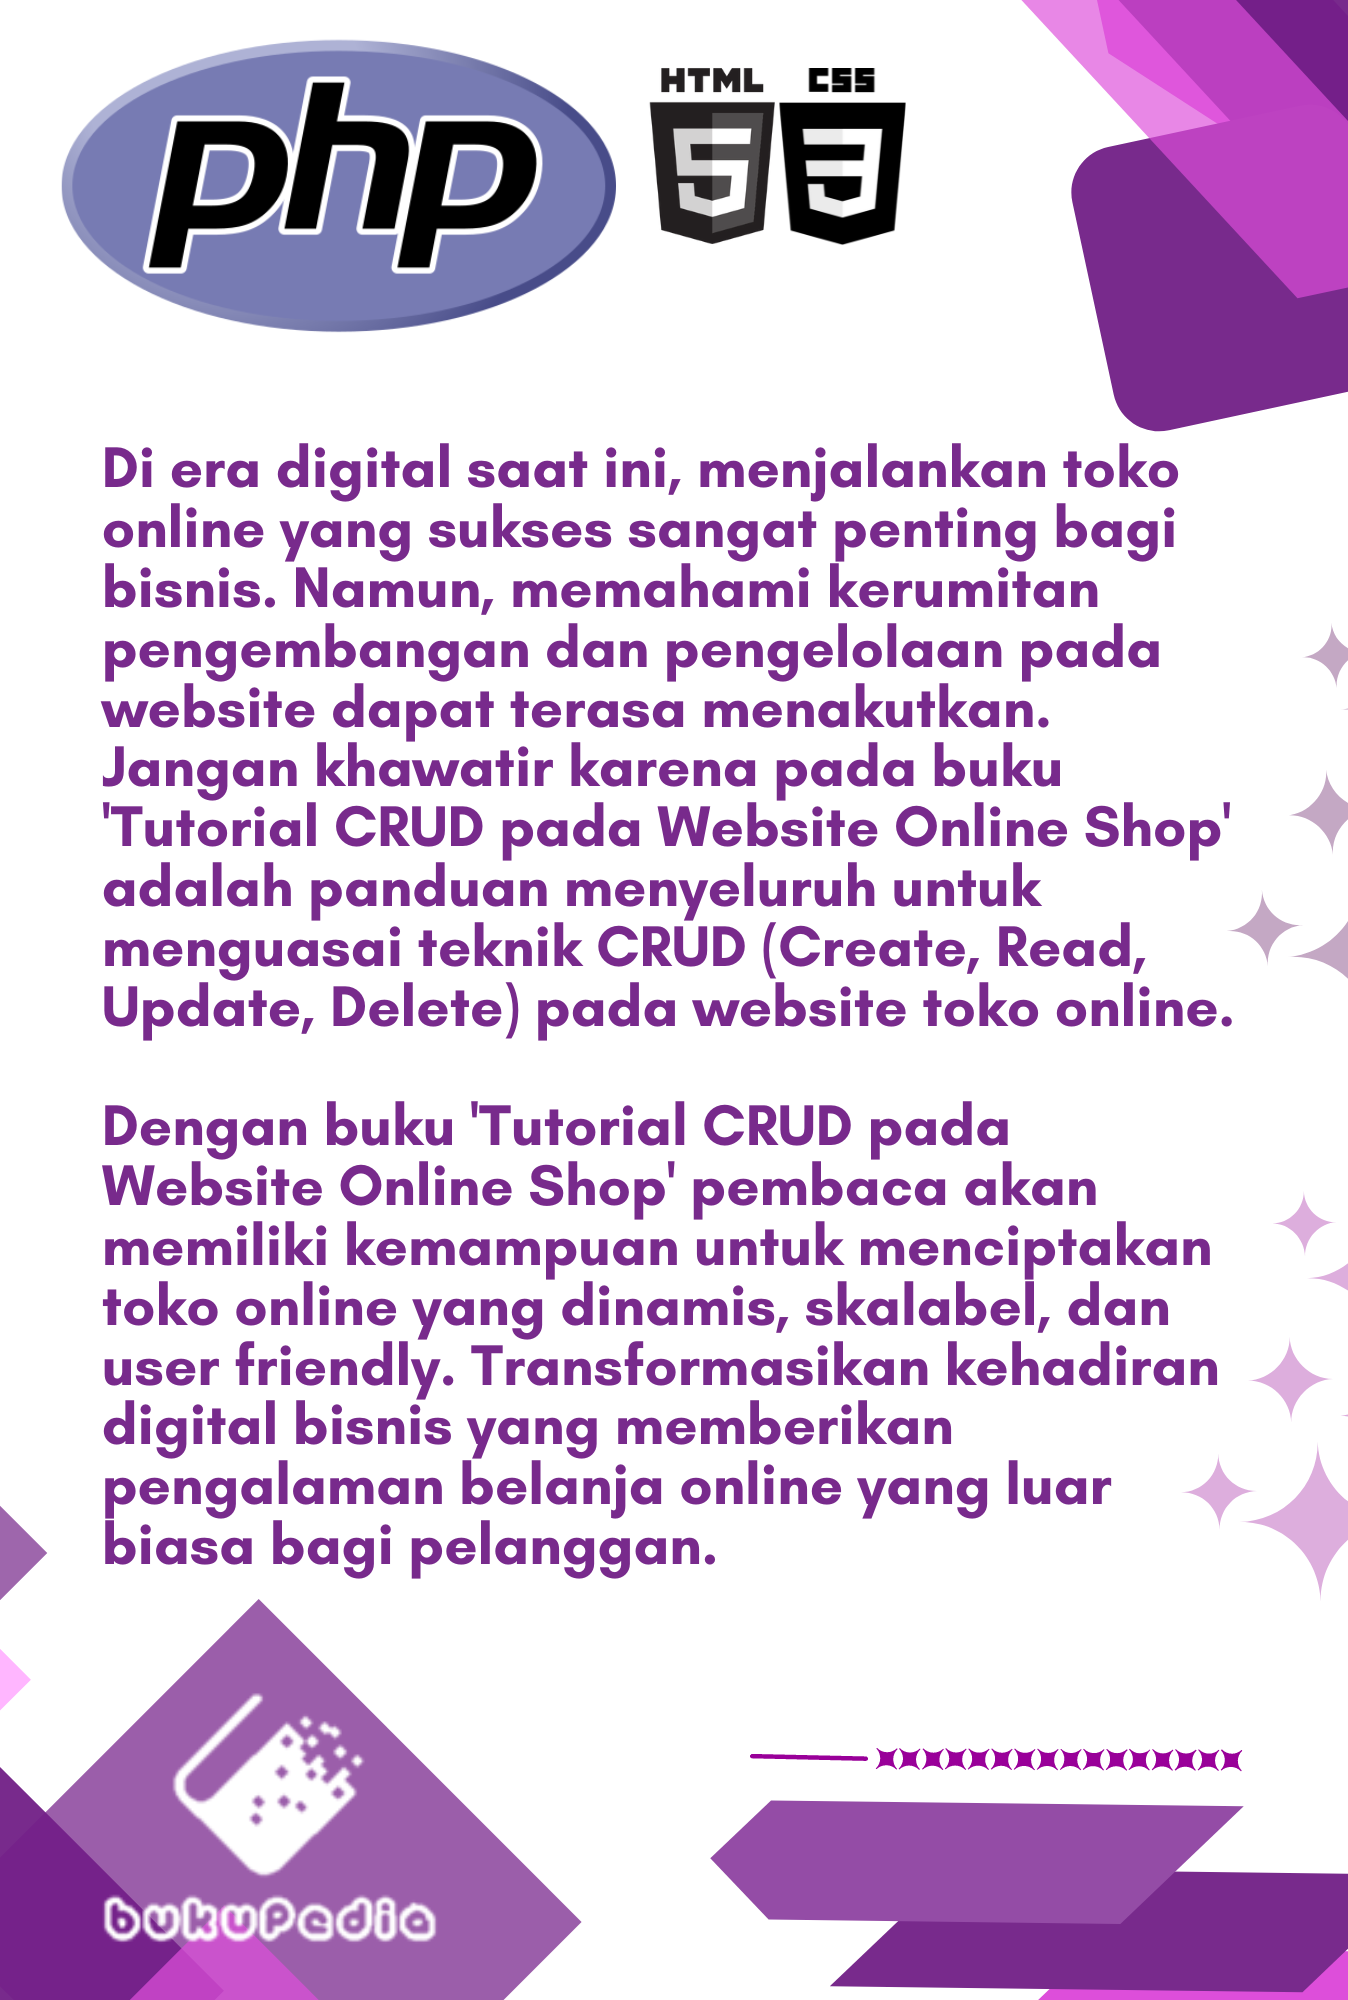 php
HTML CSS
5 3
Di era digital saat ini, menjalankan toko
online yang sukses sangat penting bagi
bisnis. Namun, memahami kerumitan
pengembangan dan pengelolaan pada
website dapat terasa menakutkan.
Jangan khawatir karena pada buku
'Tutorial CRUD pada Website Online Shop'
adalah panduan menyeluruh untuk
menguasai teknik CRUD (Create, Read,
Update, Delete) pada website toko online.
Dengan buku 'Tutorial CRUD pada
Website Online Shop' pembaca akan
memiliki kemampuan untuk menciptakan
toko online yang dinamis, skalabel, dan
user friendly. Transformasikan kehadiran
digital bisnis yang memberikan
pengalaman belanja online yang luar
biasa bagi pelanggan.
bukuPedia